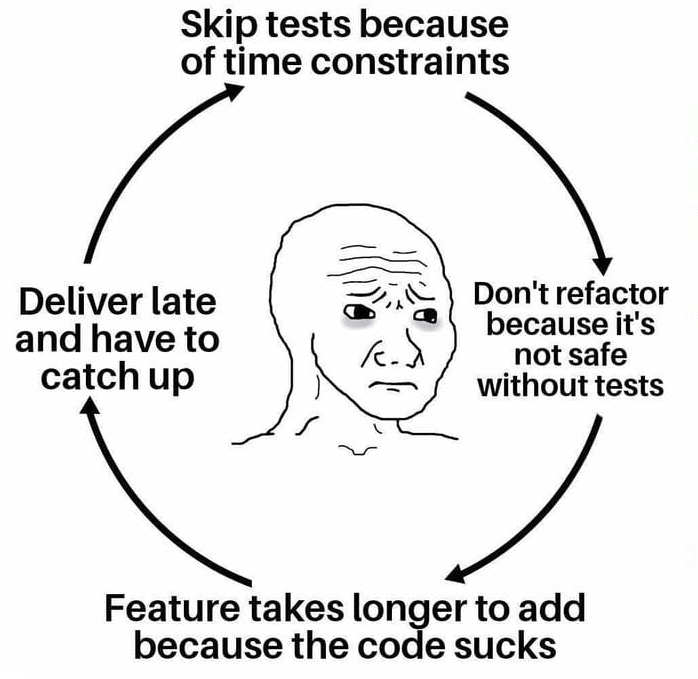 Skip tests because
of time constraints
Don't refactor
because it's
not safe
without tests
Feature takes longer to add
because the code sucks
Deliver late
and have to
catch up